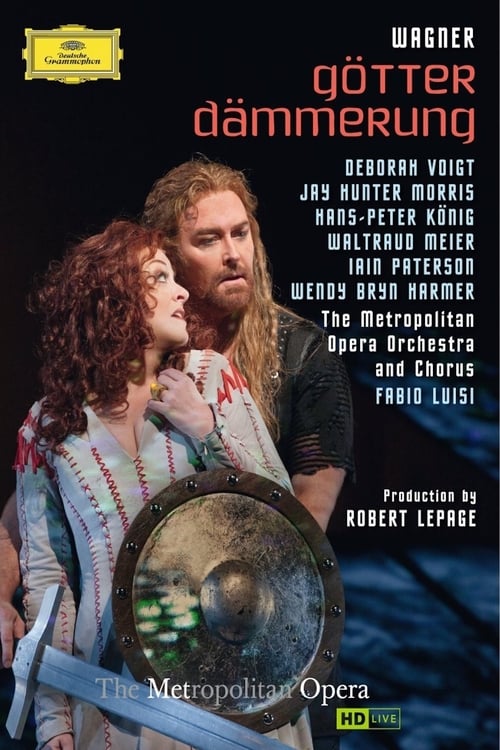 Deutsche
Grammophon
WAGNER
GÖTTER
DÄMMERUNG
DEBORAH VOIGT
JAY HUNTER MORRIS
HANS-PETER KÖNIG
WALTRAUD MEIER
IAIN PATERSON
WENDY BRYN HARMER
The Metropolitan
Opera Orchestra
and Chorus
FABIO LUISI
Production by
ROBERT LEPAGE
The Metropolitan Opera
HD LIVE